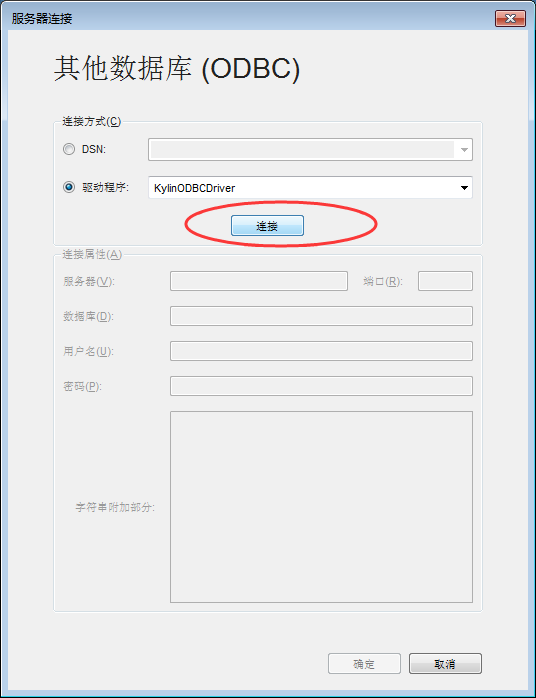 服务器连接
其他数据库 (ODBC)
连接方式(C)
DSN:
驱动程序: KylinODBCDriver
连接
连接属性(A)
服务器(V): 端口(R):
数据库(D):
用户名(U):
密码(P):
字符串附加部分:
确定 取消